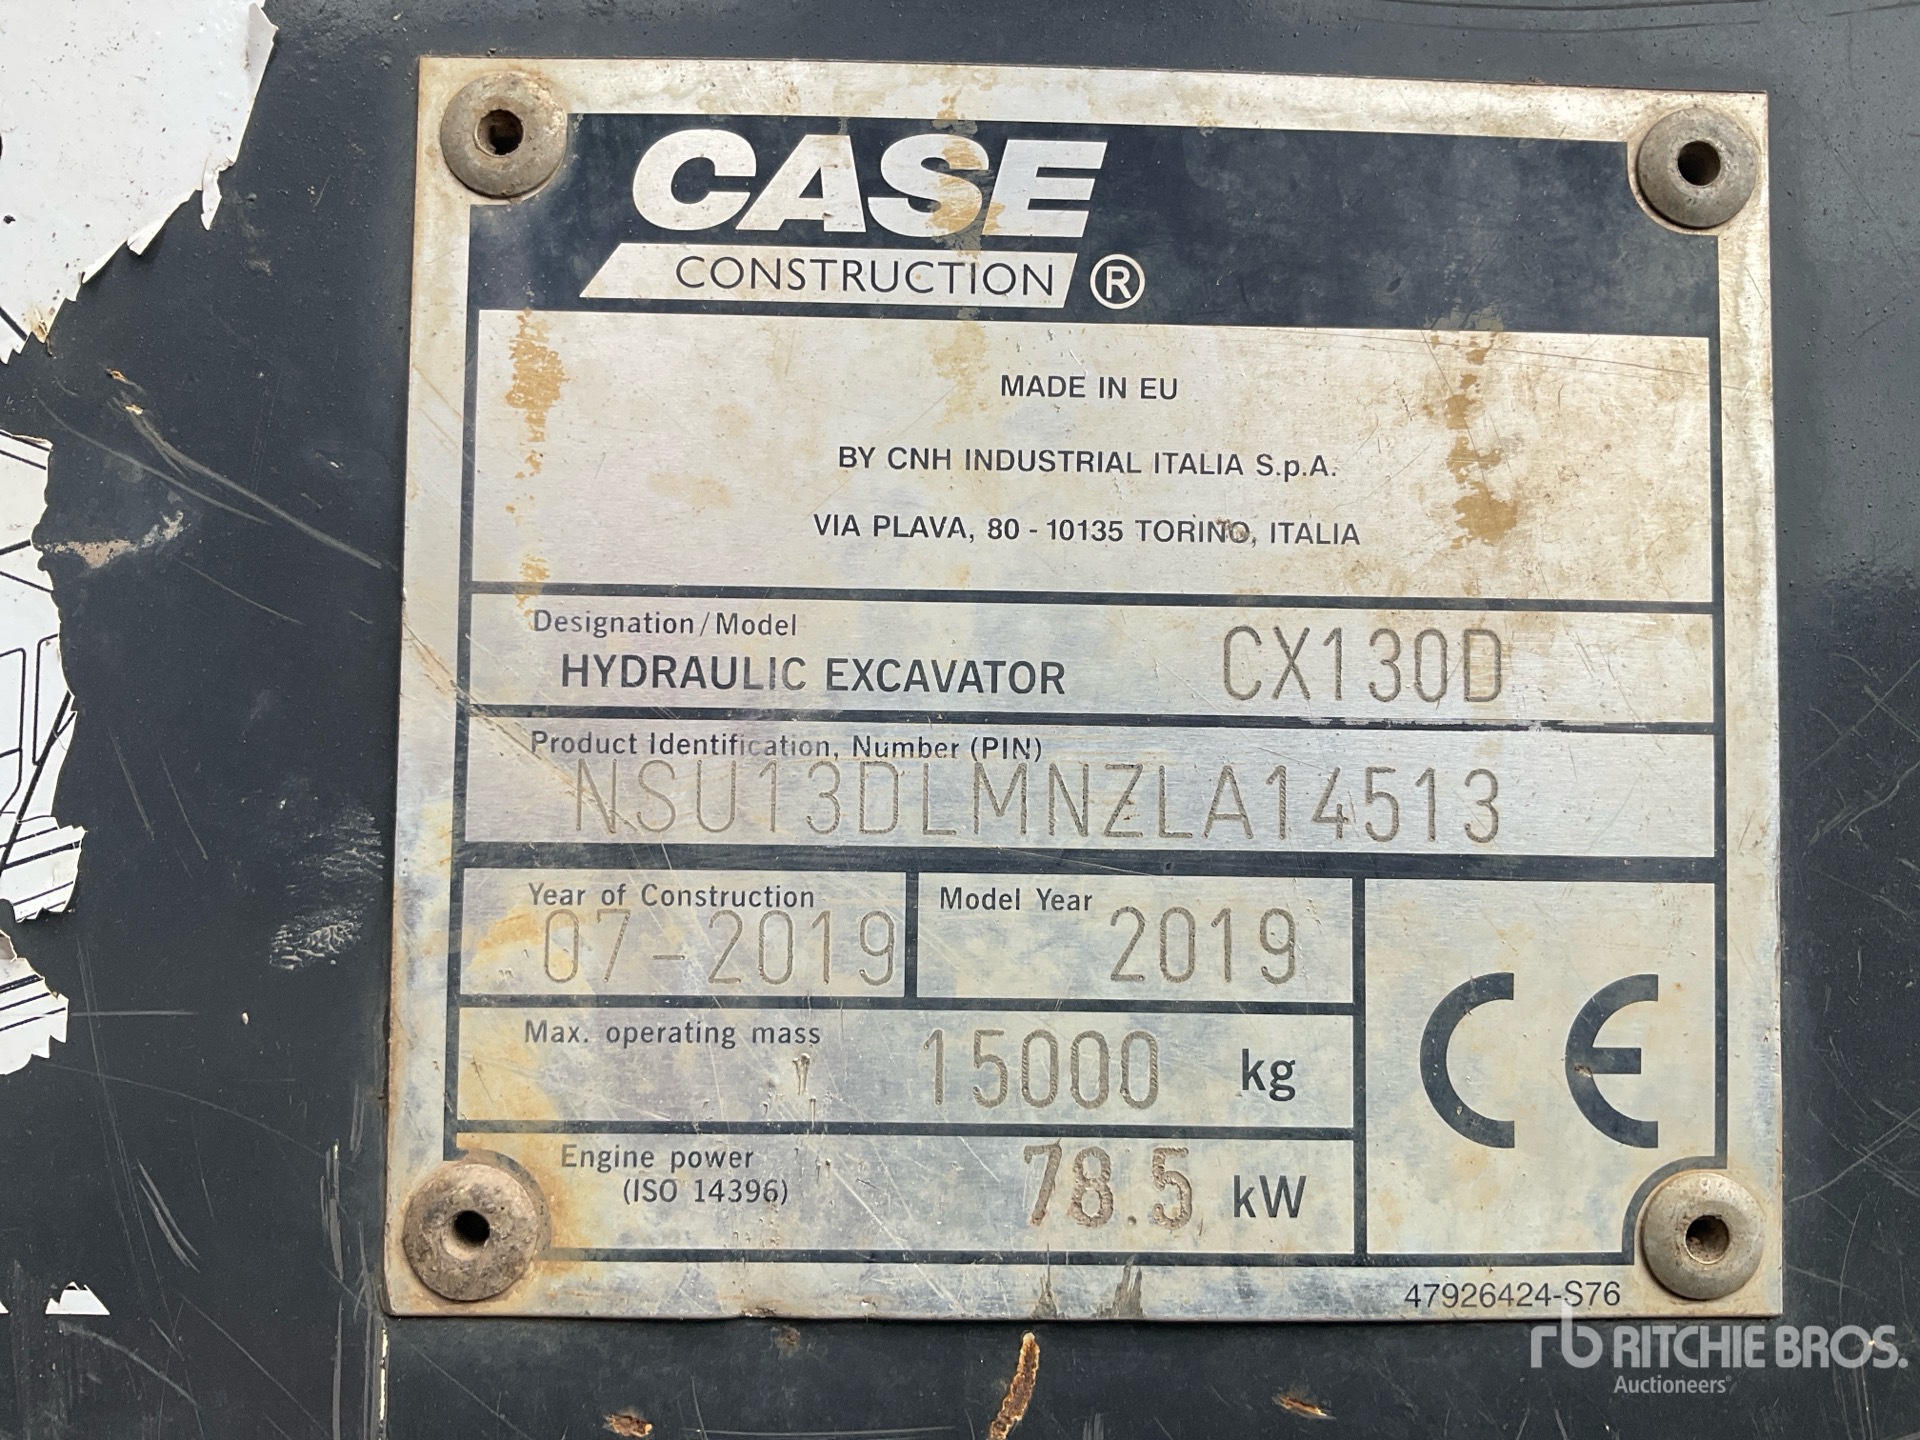 CASE
CONSTRUCTION ®
MADE IN EU
BY CNH INDUSTRIAL ITALIA S.p.A.
VIA PLAVA, 80 - 10135 TORINO, ITALIA
Designation/Model
HYDRAULIC EXCAVATOR CX130D
Product Identification, Number (PIN)
NSU13DLMNZLA14513
Year of Construction Model Year
07-2019 2019
Max. operating mass 15000 kg
Engine power
(ISO 14396) 78.5 kW
CE
47926424-S76
rb RITCHIE BROS.
Auctioneers